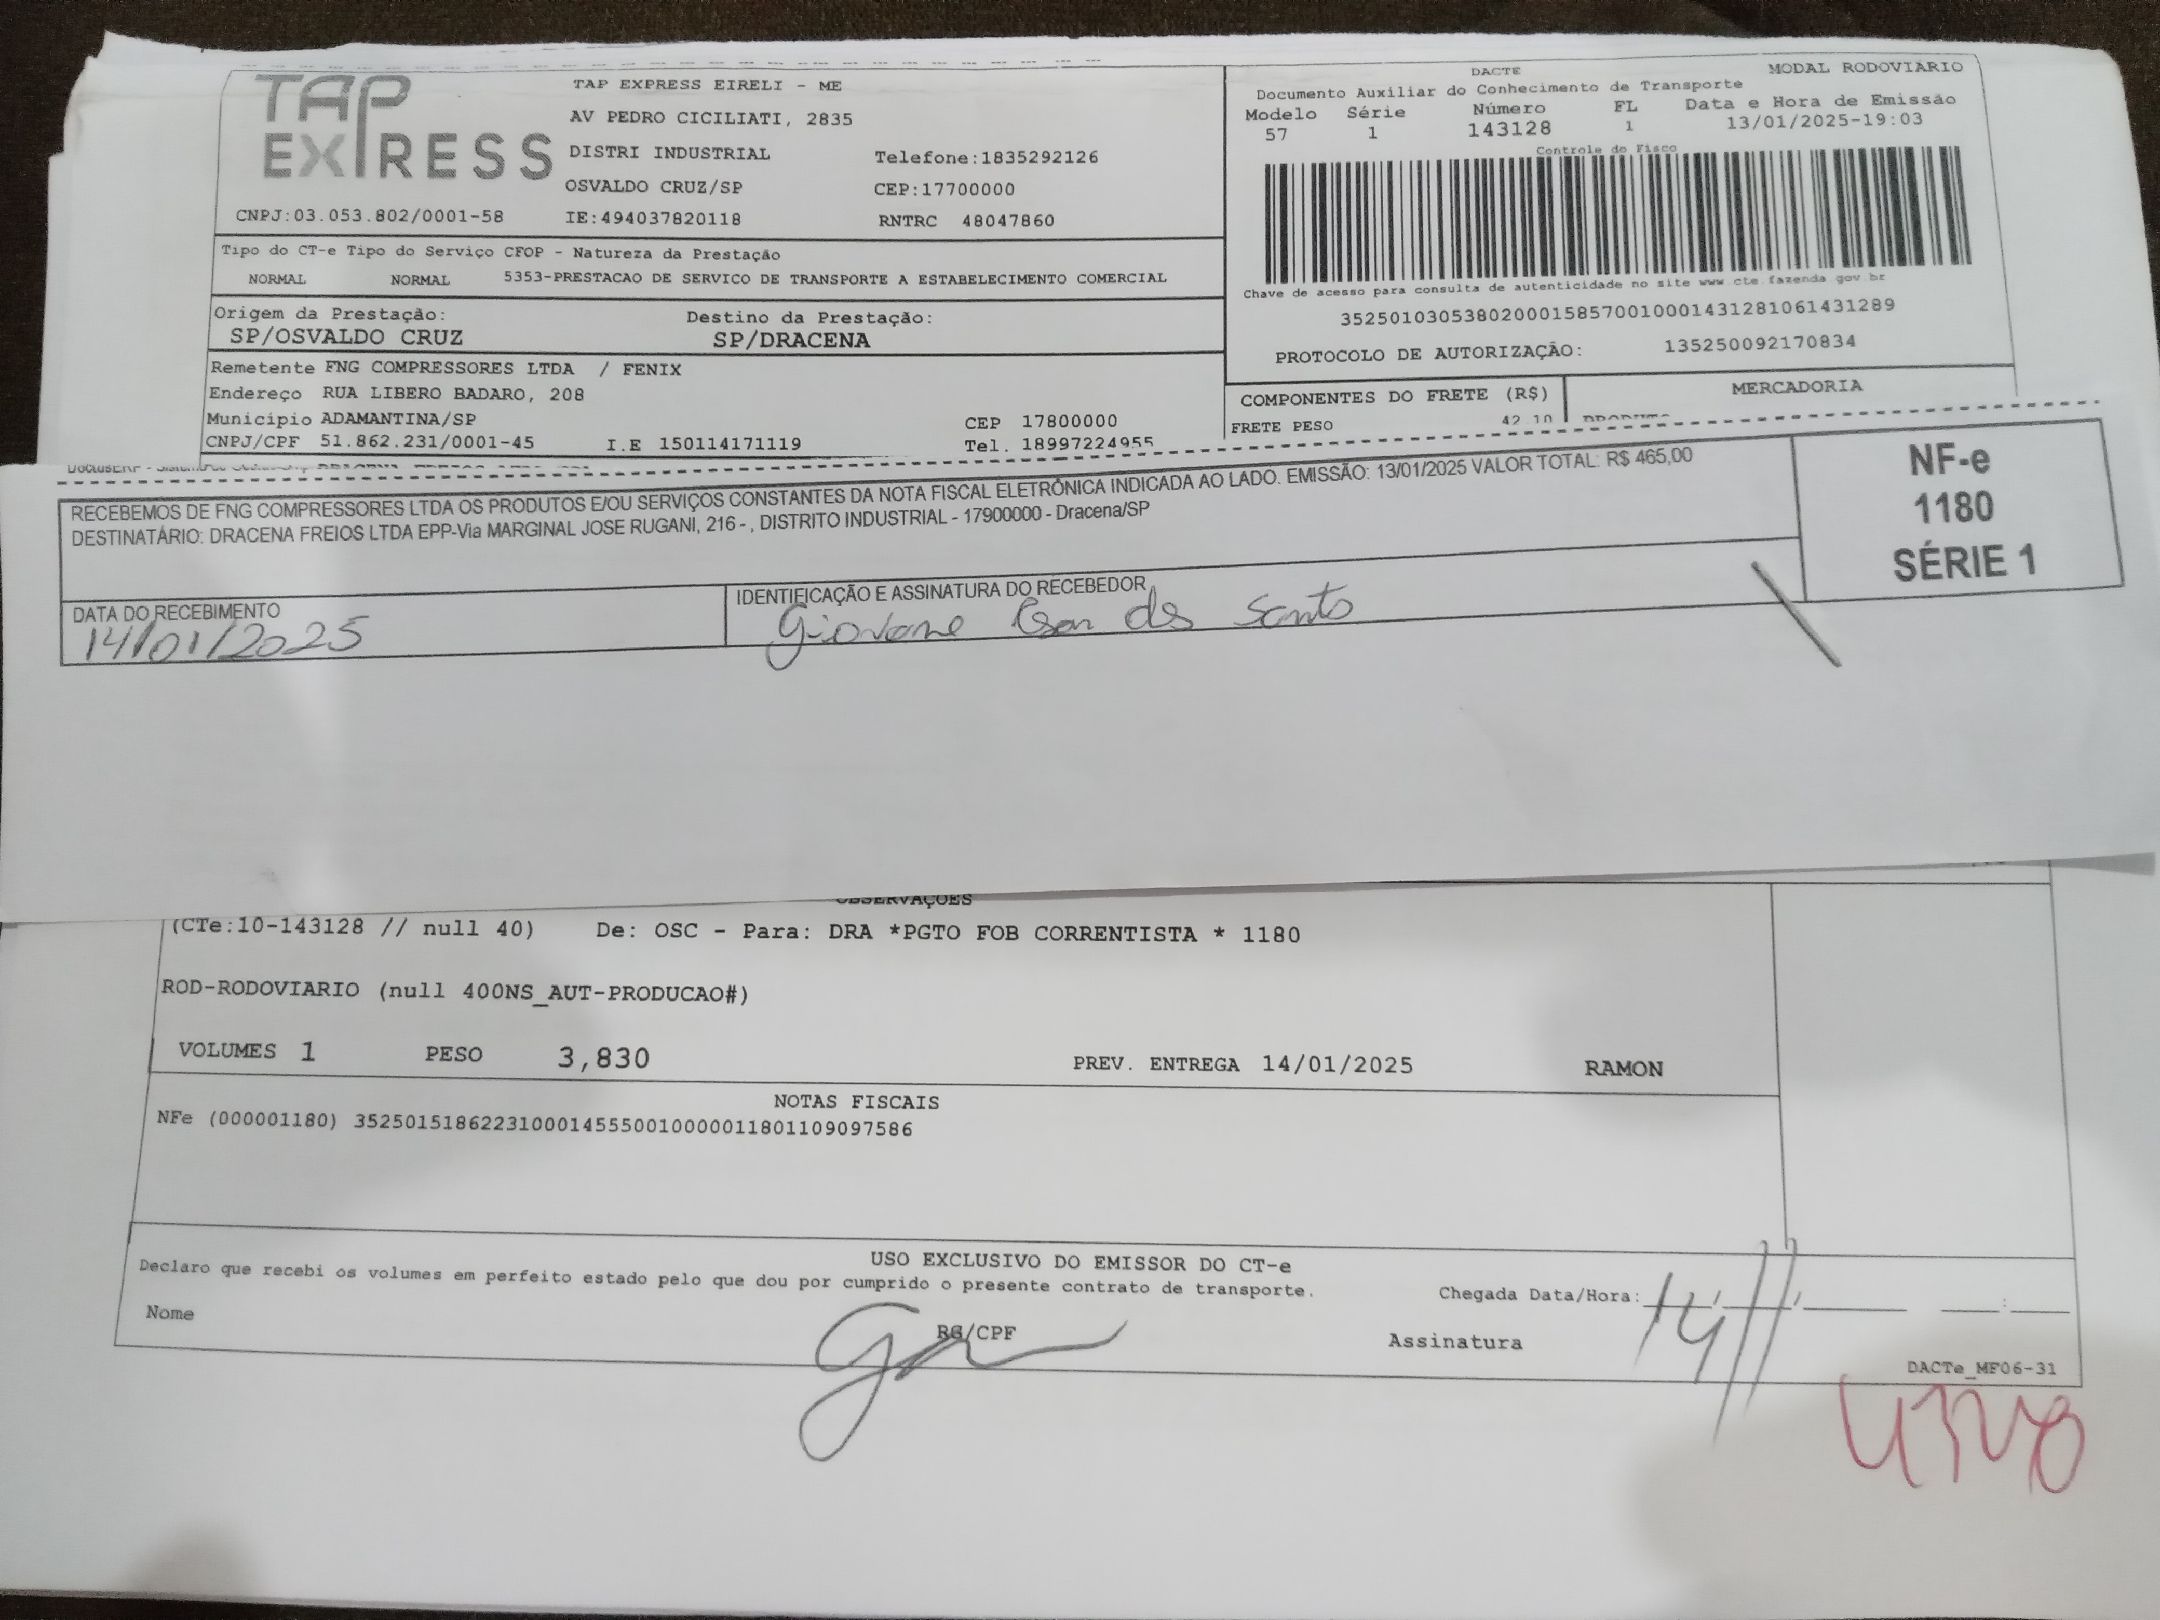 TAP EXPRESS
TAP EXPRESS EIRELI - ME
AV PEDRO CICILIATI, 2835
DISTRI INDUSTRIAL Telefone:1835292126
OSVALDO CRUZ/SP CEP:17700000
CNPJ:03.053.802/0001-58 IE:494037820118 RNTRC 48047860
DACTE MODAL RODOVIARIO
Documento Auxiliar do Conhecimento de Transporte
Modelo Série Número FL Data e Hora de Emissão
57 1 143128 1 13/01/2025-19:03
Controle do Fisco
Chave de acesso para consulta de autenticidade no site www.cte.fazenda gov br
35250103053802000158570010001431281061431289
PROTOCOLO DE AUTORIZAÇÃO: 135250092170834
Tipo do CT-e Tipo do Serviço CFOP - Natureza da Prestação
NORMAL NORMAL 5353-PRESTACAO DE SERVICO DE TRANSPORTE A ESTABELECIMENTO COMERCIAL
Origem da Prestação: Destino da Prestação:
SP/OSVALDO CRUZ SP/DRACENA
Remetente FNG COMPRESSORES LTDA / FENIX
Endereço RUA LIBERO BADARO, 208
Município ADAMANTINA/SP CEP 17800000
CNPJ/CPF 51.862.231/0001-45 I.E 150114171119 Tel. 18997224955
COMPONENTES DO FRETE (R$) MERCADORIA
FRETE PESO 42,10
RECEBEMOS DE FNG COMPRESSORES LTDA OS PRODUTOS E/OU SERVIÇOS CONSTANTES DA NOTA FISCAL ELETRÔNICA INDICADA AO LADO. EMISSÃO: 13/01/2025 VALOR TOTAL: R$ 465,00
DESTINATÁRIO: DRACENA FREIOS LTDA EPP-Via MARGINAL JOSE RUGANI, 216 - , DISTRITO INDUSTRIAL - 17900000 - Dracena/SP
NF-e
1180
SÉRIE 1
DATA DO RECEBIMENTO IDENTIFICAÇÃO E ASSINATURA DO RECEBEDOR
14/01/2025 Giovane ds Santo
OBSERVAÇÕES
(CTe:10-143128 // null 40) De: OSC - Para: DRA *PGTO FOB CORRENTISTA * 1180
ROD-RODOVIARIO (null 400NS_AUT-PRODUCAO#)
VOLUMES 1 PESO 3,830 PREV. ENTREGA 14/01/2025 RAMON
NOTAS FISCAIS
NFe (000001180) 35250151862231000145550010000011801109097586
USO EXCLUSIVO DO EMISSOR DO CT-e
Declaro que recebi os volumes em perfeito estado pelo que dou por cumprido o presente contrato de transporte.
Chegada Data/Hora: 14/1/
Nome RG/CPF Assinatura
DACTe_MF06-31